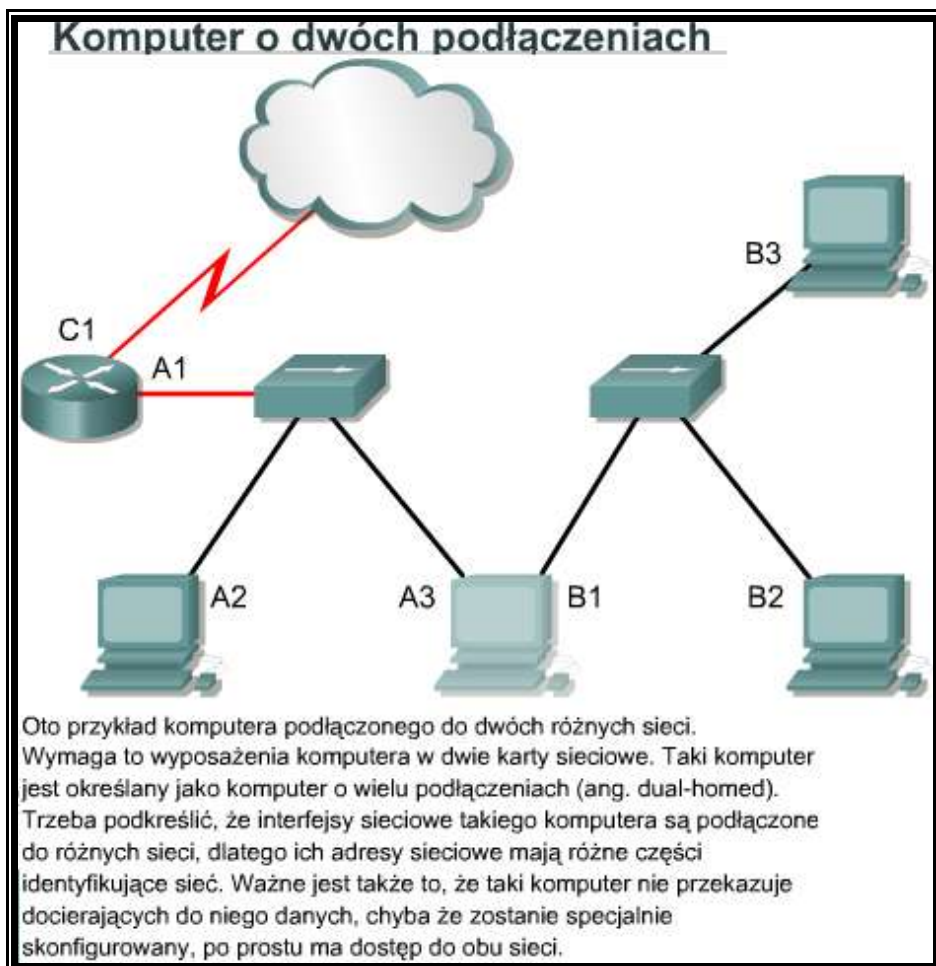 Komputer o dwóch podłączeniach
B3
C1
A1
A2
A3
B1
B2
Oto przykład komputera podłączonego do dwóch różnych sieci.
Wymaga to wyposażenia komputera w dwie karty sieciowe. Taki komputer
jest określany jako komputer o wielu podłączeniach (ang. dual-homed).
Trzeba podkreślić, że interfejsy sieciowe takiego komputera są podłączone
do różnych sieci, dlatego ich adresy sieciowe mają różne części
identyfikujące sieć. Ważne jest także to, że taki komputer nie przekazuje
docierających do niego danych, chyba że zostanie specjalnie
skonfigurowany, po prostu ma dostęp do obu sieci.